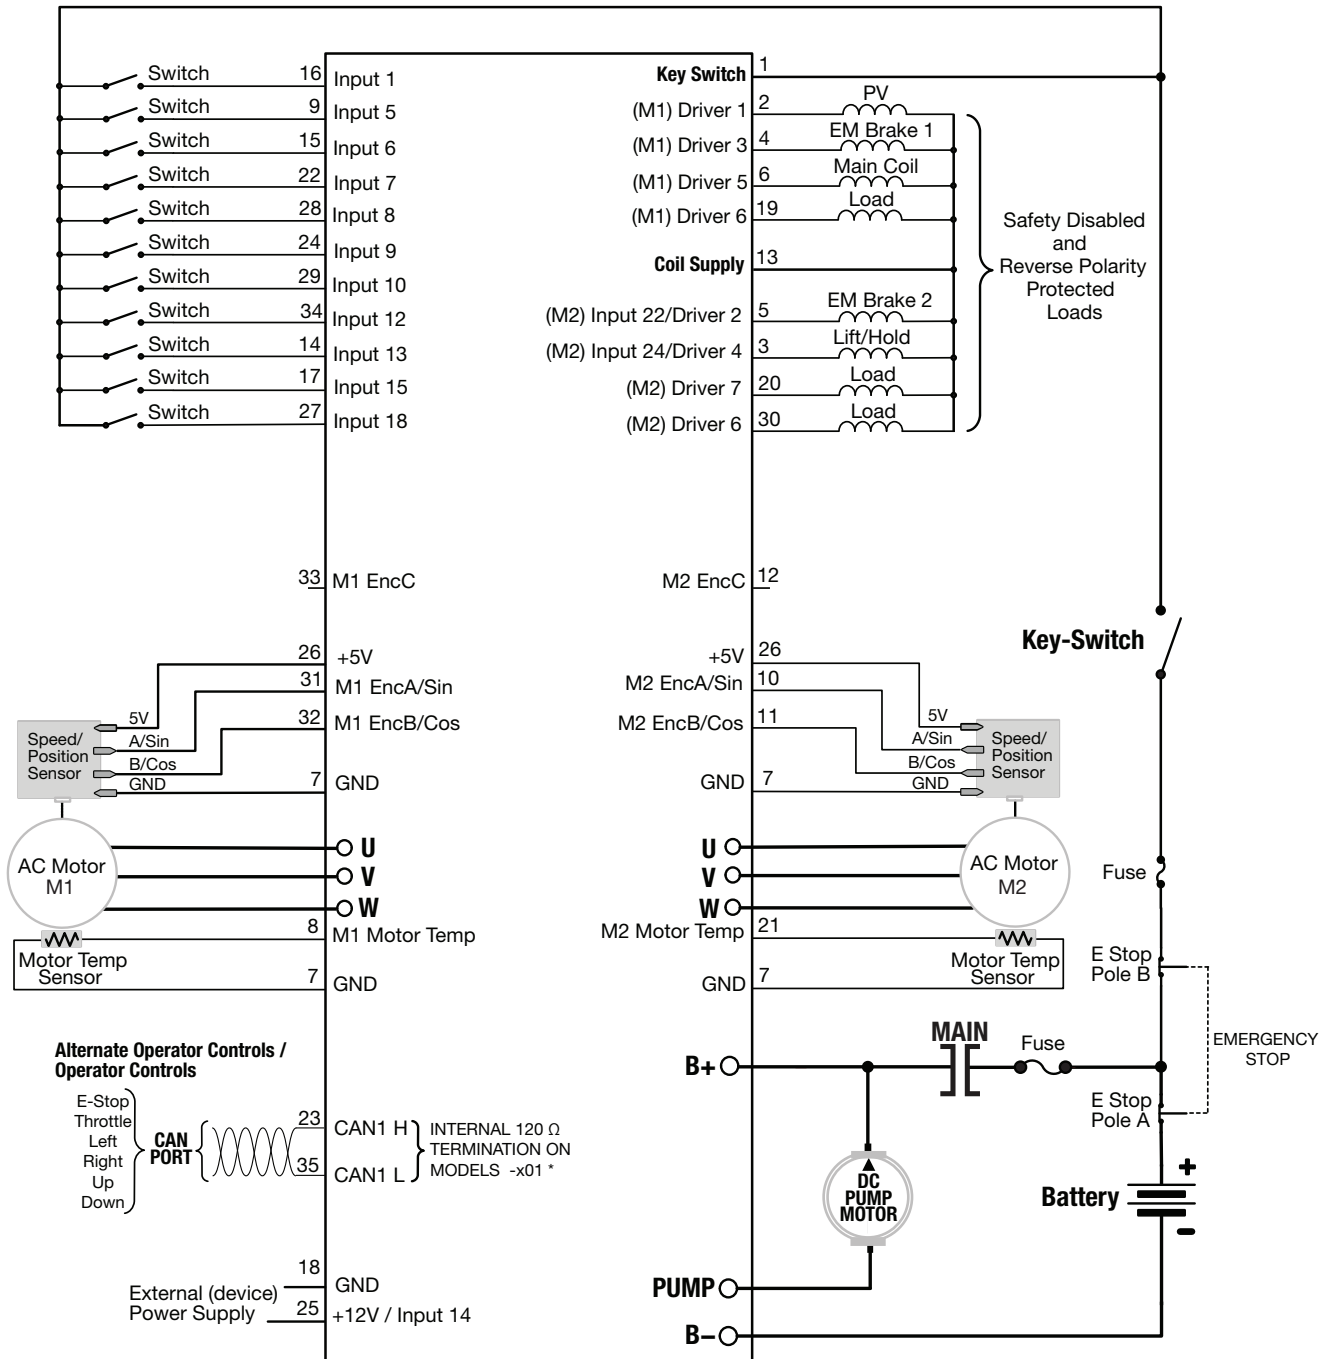 Switch 16 Input 1
Switch 9 Input 5
Switch 15 Input 6
Switch 22 Input 7
Switch 28 Input 8
Switch 24 Input 9
Switch 29 Input 10
Switch 34 Input 12
Switch 14 Input 13
Switch 17 Input 15
Switch 27 Input 18
Key Switch 1
(M1) Driver 1 2 PV
(M1) Driver 3 4 EM Brake 1
(M1) Driver 5 6 Main Coil
(M1) Driver 6 19 Load
Coil Supply 13
(M2) Input 22/Driver 2 5 EM Brake 2
(M2) Input 24/Driver 4 3 Lift/Hold
(M2) Driver 7 20 Load
(M2) Driver 6 30 Load
Safety Disabled
and
Reverse Polarity
Protected
Loads
33 M1 EncC
M2 EncC 12
26 +5V
31 M1 EncA/Sin
32 M1 EncB/Cos
7 GND
5V
A/Sin
B/Cos
GND
Speed/
Position
Sensor
AC Motor
M1
U
V
W
8 M1 Motor Temp
7 GND
Motor Temp
Sensor
+5V 26
M2 EncA/Sin 10
M2 EncB/Cos 11
GND 7
5V
A/Sin
B/Cos
GND
Speed/
Position
Sensor
AC Motor
M2
U
V
W
M2 Motor Temp 21
GND 7
Motor Temp
Sensor
Key-Switch
Fuse
E Stop
Pole B
EMERGENCY
STOP
E Stop
Pole A
B+
MAIN
Fuse
Alternate Operator Controls /
Operator Controls
E-Stop
Throttle
Left
Right
Up
Down
CAN
PORT
23 CAN1 H
35 CAN1 L
INTERNAL 120 Ω
TERMINATION ON
MODELS -x01 *
DC
PUMP
MOTOR
Battery
+
–
PUMP
B–
External (device)
Power Supply
18 GND
25 +12V / Input 14